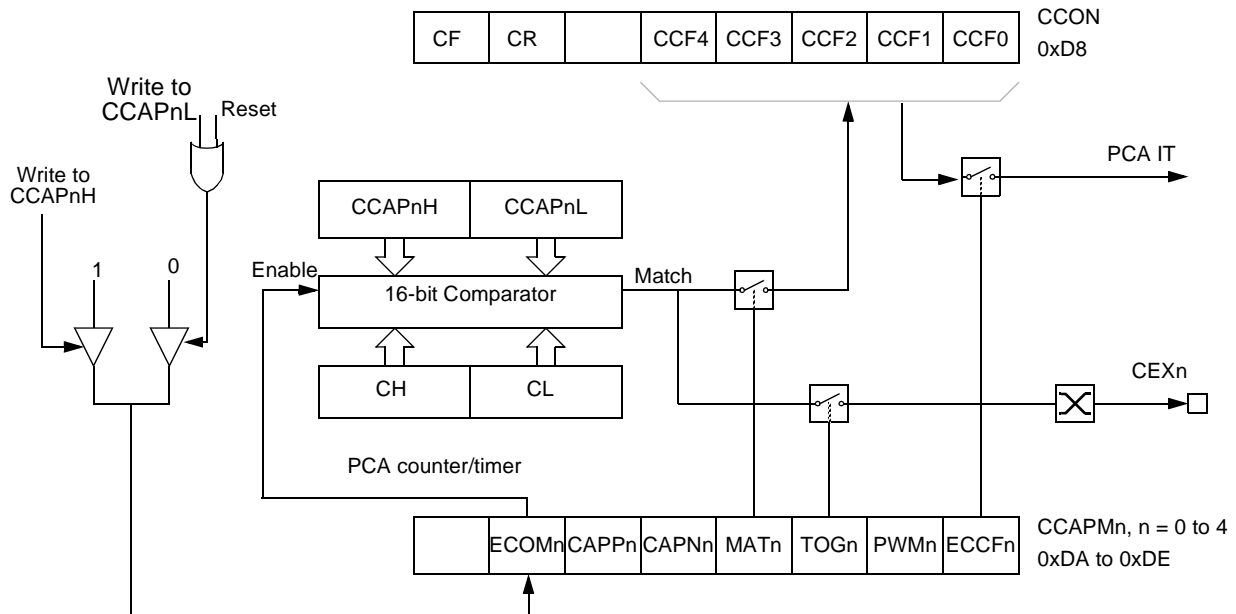 CF CR CCF4 CCF3 CCF2 CCF1 CCF0
CCON
0xD8
Write to
CCAPnL
Reset
Write to
CCAPnH
PCA IT
CCAPnH CCAPnL
1
0
Enable
16-bit Comparator
Match
CH CL
CEXn
PCA counter/timer
ECOMn CAPPn CAPNn MATn TOGn PWMn ECCFn
CCAPMn, n = 0 to 4
0xDA to 0xDE